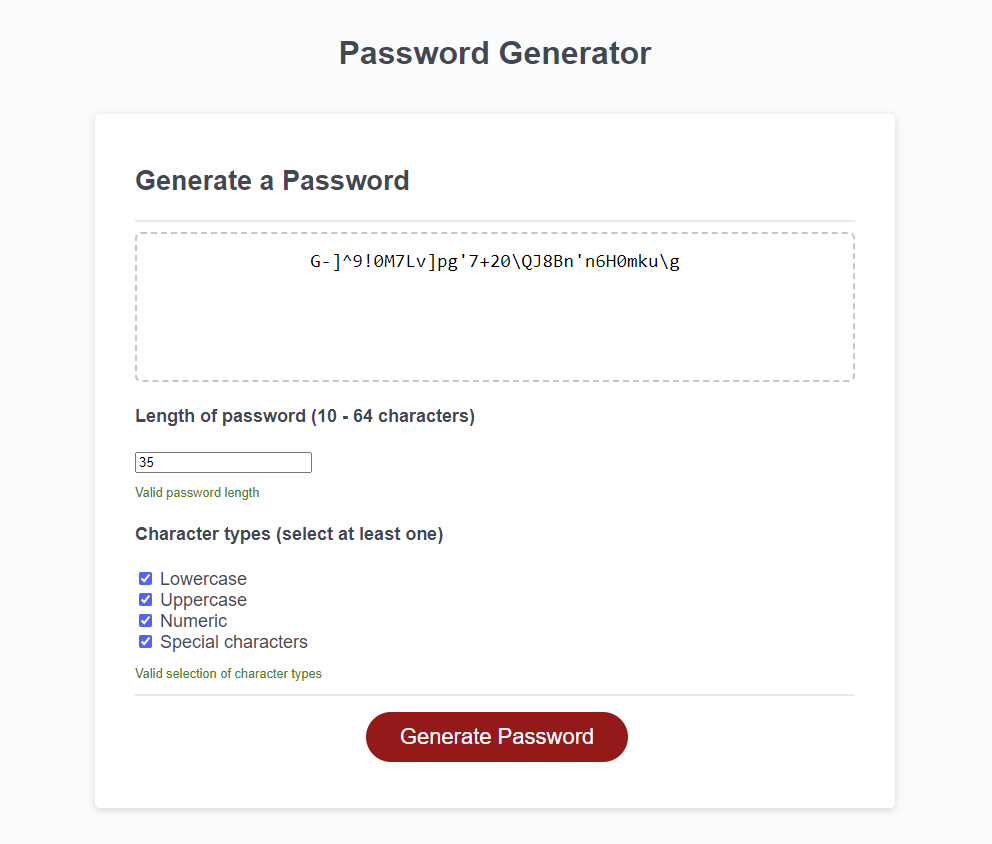 Password Generator
Generate a Password
G-]^9!0M7Lv]pg'7+20\QJ8Bn'n6H0mku\g
Length of password (10 - 64 characters)
35
Valid password length
Character types (select at least one)
Lowercase
Uppercase
Numeric
Special characters
Valid selection of character types
Generate Password